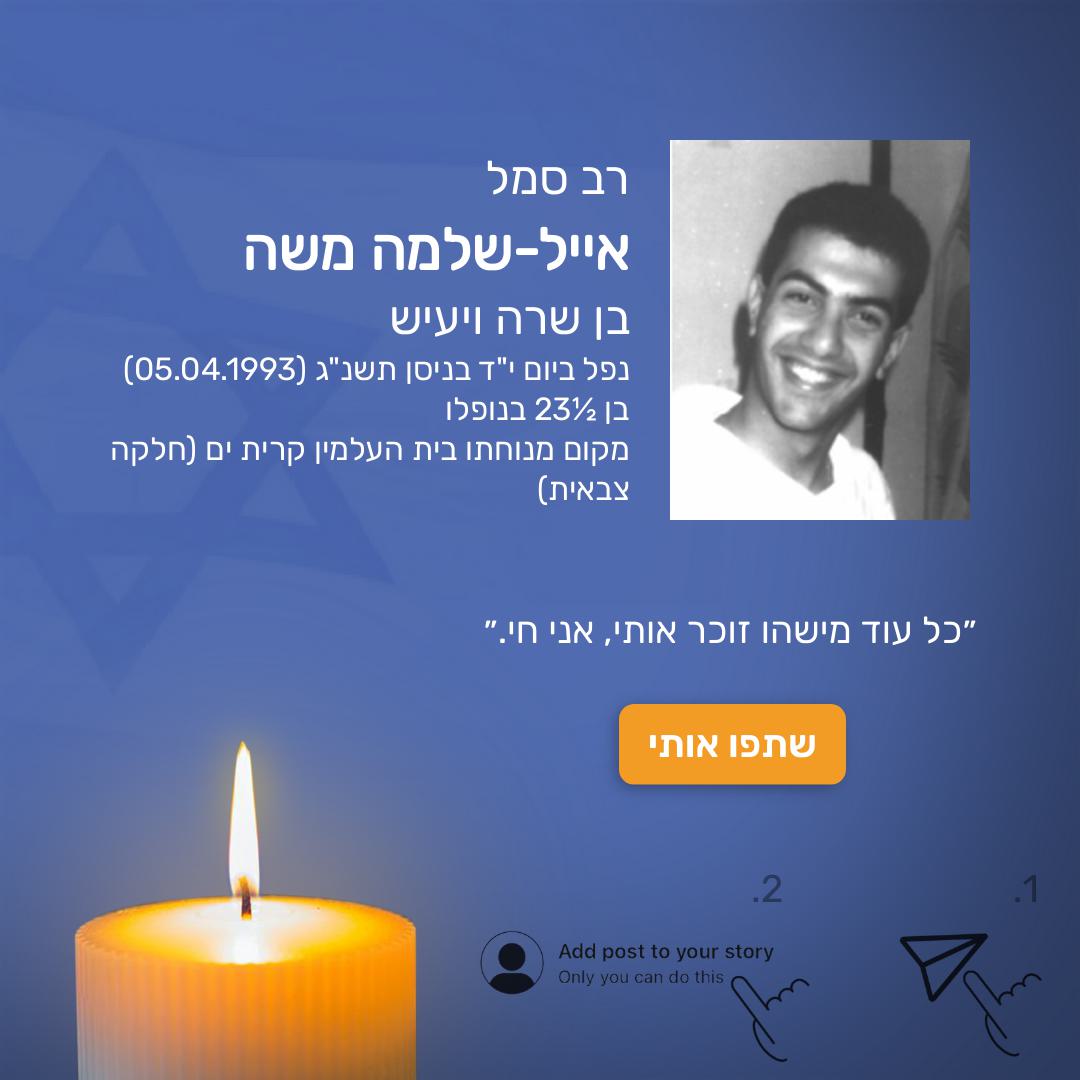 רב סמל
אייל-שלמה משה
בן שרה ויעיש
נפל ביום י"ד בניסן תשנ"ג (05.04.1993)
בן 23½ בנופלו
מקום מנוחתו בית העלמין קרית ים (חלקה
צבאית)
״כל עוד מישהו זוכר אותי, אני חי.״
שתפו אותי
1.
2.
Add post to your story
Only you can do this